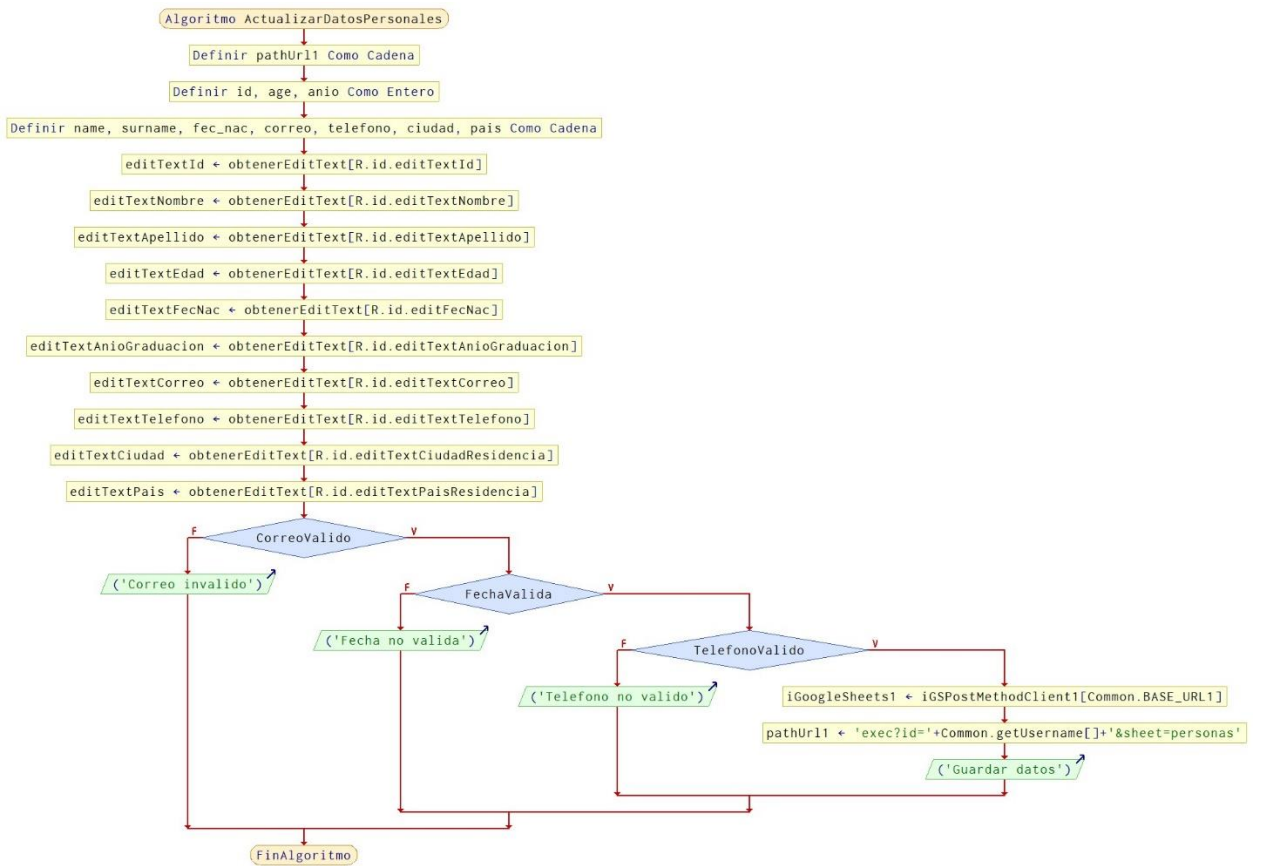 Algoritmo ActualizarDatosPersonales
Definir pathUrl1 Como Cadena
Definir id, age, anio Como Entero
Definir name, surname, fec_nac, correo, telefono, ciudad, pais Como Cadena
editTextId ← obtenerEditText[R.id.editTextId]
editTextNombre ← obtenerEditText[R.id.editTextNombre]
editTextApellido ← obtenerEditText[R.id.editTextApellido]
editTextEdad ← obtenerEditText[R.id.editTextEdad]
editTextFecNac ← obtenerEditText[R.id.editFecNac]
editTextAnioGraduacion ← obtenerEditText[R.id.editTextAnioGraduacion]
editTextCorreo ← obtenerEditText[R.id.editTextCorreo]
editTextTelefono ← obtenerEditText[R.id.editTextTelefono]
editTextCiudad ← obtenerEditText[R.id.editTextCiudadResidencia]
editTextPais ← obtenerEditText[R.id.editTextPaisResidencia]
F
CorreoValido
V
('Correo invalido')
F
FechaValida
V
('Fecha no valida')
F
TelefonoValido
V
('Telefono no valido')
iGoogleSheets1 ← iGSPostMethodClient1[Common.BASE_URL1]
pathUrl1 ← 'exec?id='+Common.getUsername[]+'&sheet=personas'
('Guardar datos')
FinAlgoritmo